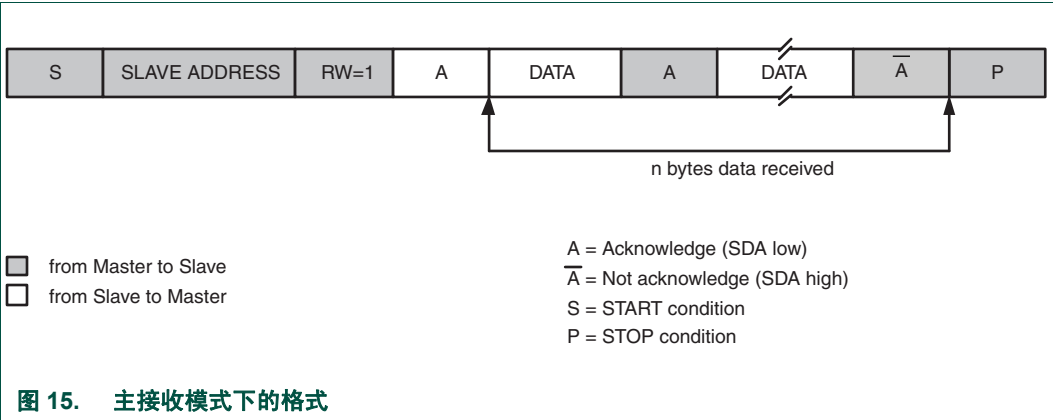 S SLAVE ADDRESS RW=1 A DATA A DATA A̅ P
n bytes data received
from Master to Slave
from Slave to Master
A = Acknowledge (SDA low)
A̅ = Not acknowledge (SDA high)
S = START condition
P = STOP condition
图 15. 主接收模式下的格式